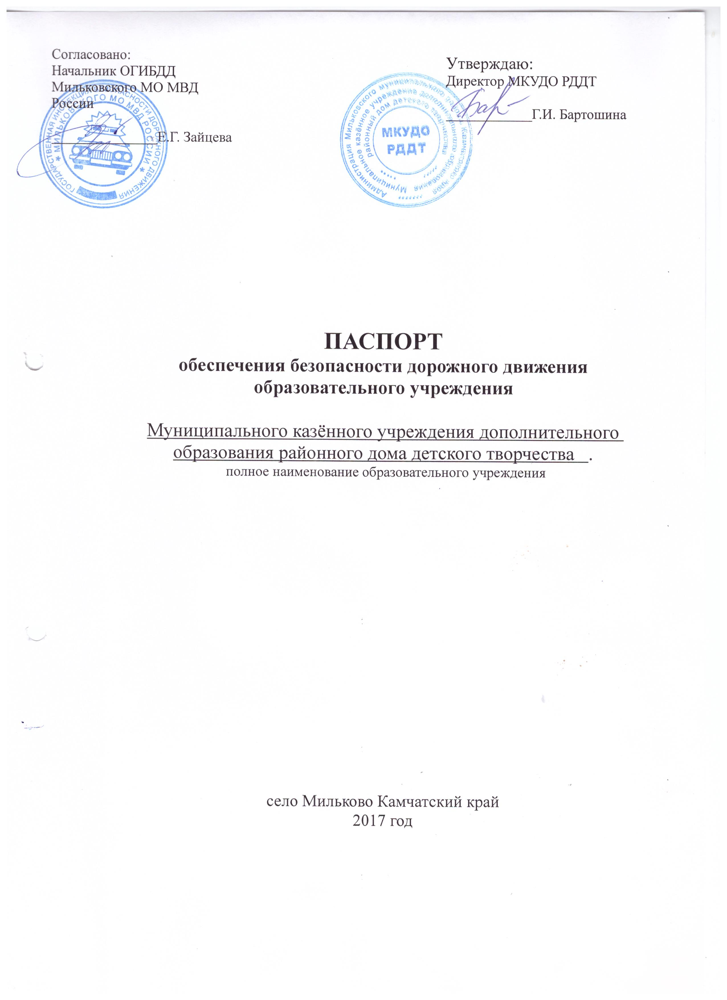 Согласовано:
Начальник ОГИБДД
Мильковского МО МВД
России
Е.Г. Зайцева
ГОСУДАРСТВЕННАЯ ИНСПЕКЦИЯ БЕЗОПАСНОСТИ ДОРОЖНОГО ДВИЖЕНИЯ
* МИЛЬКОВСКОГО МО МВД РОССИИ *
Утверждаю:
Директор МКУДО РДДТ
Г.И. Бартошина
Администрация Мильковского муниципального района Камчатского края
Муниципальное казённое учреждение дополнительного образования
районный дом детского творчества
МКУДО
РДДТ
ПАСПОРТ
обеспечения безопасности дорожного движения
образовательного учреждения
Муниципального казённого учреждения дополнительного
образования районного дома детского творчества .
полное наименование образовательного учреждения
село Мильково Камчатский край
2017 год